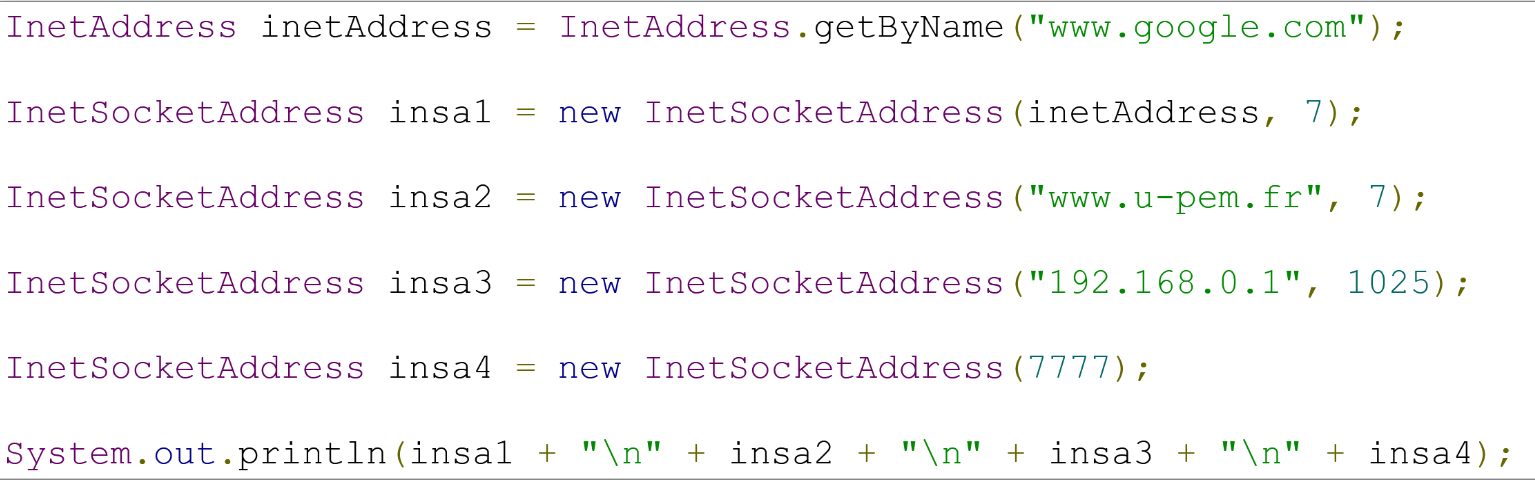 InetAddress inetAddress = InetAddress.getByName("www.google.com");
InetSocketAddress insa1 = new InetSocketAddress(inetAddress, 7);
InetSocketAddress insa2 = new InetSocketAddress("www.u-pem.fr", 7);
InetSocketAddress insa3 = new InetSocketAddress("192.168.0.1", 1025);
InetSocketAddress insa4 = new InetSocketAddress(7777);
System.out.println(insa1 + "\n" + insa2 + "\n" + insa3 + "\n" + insa4);